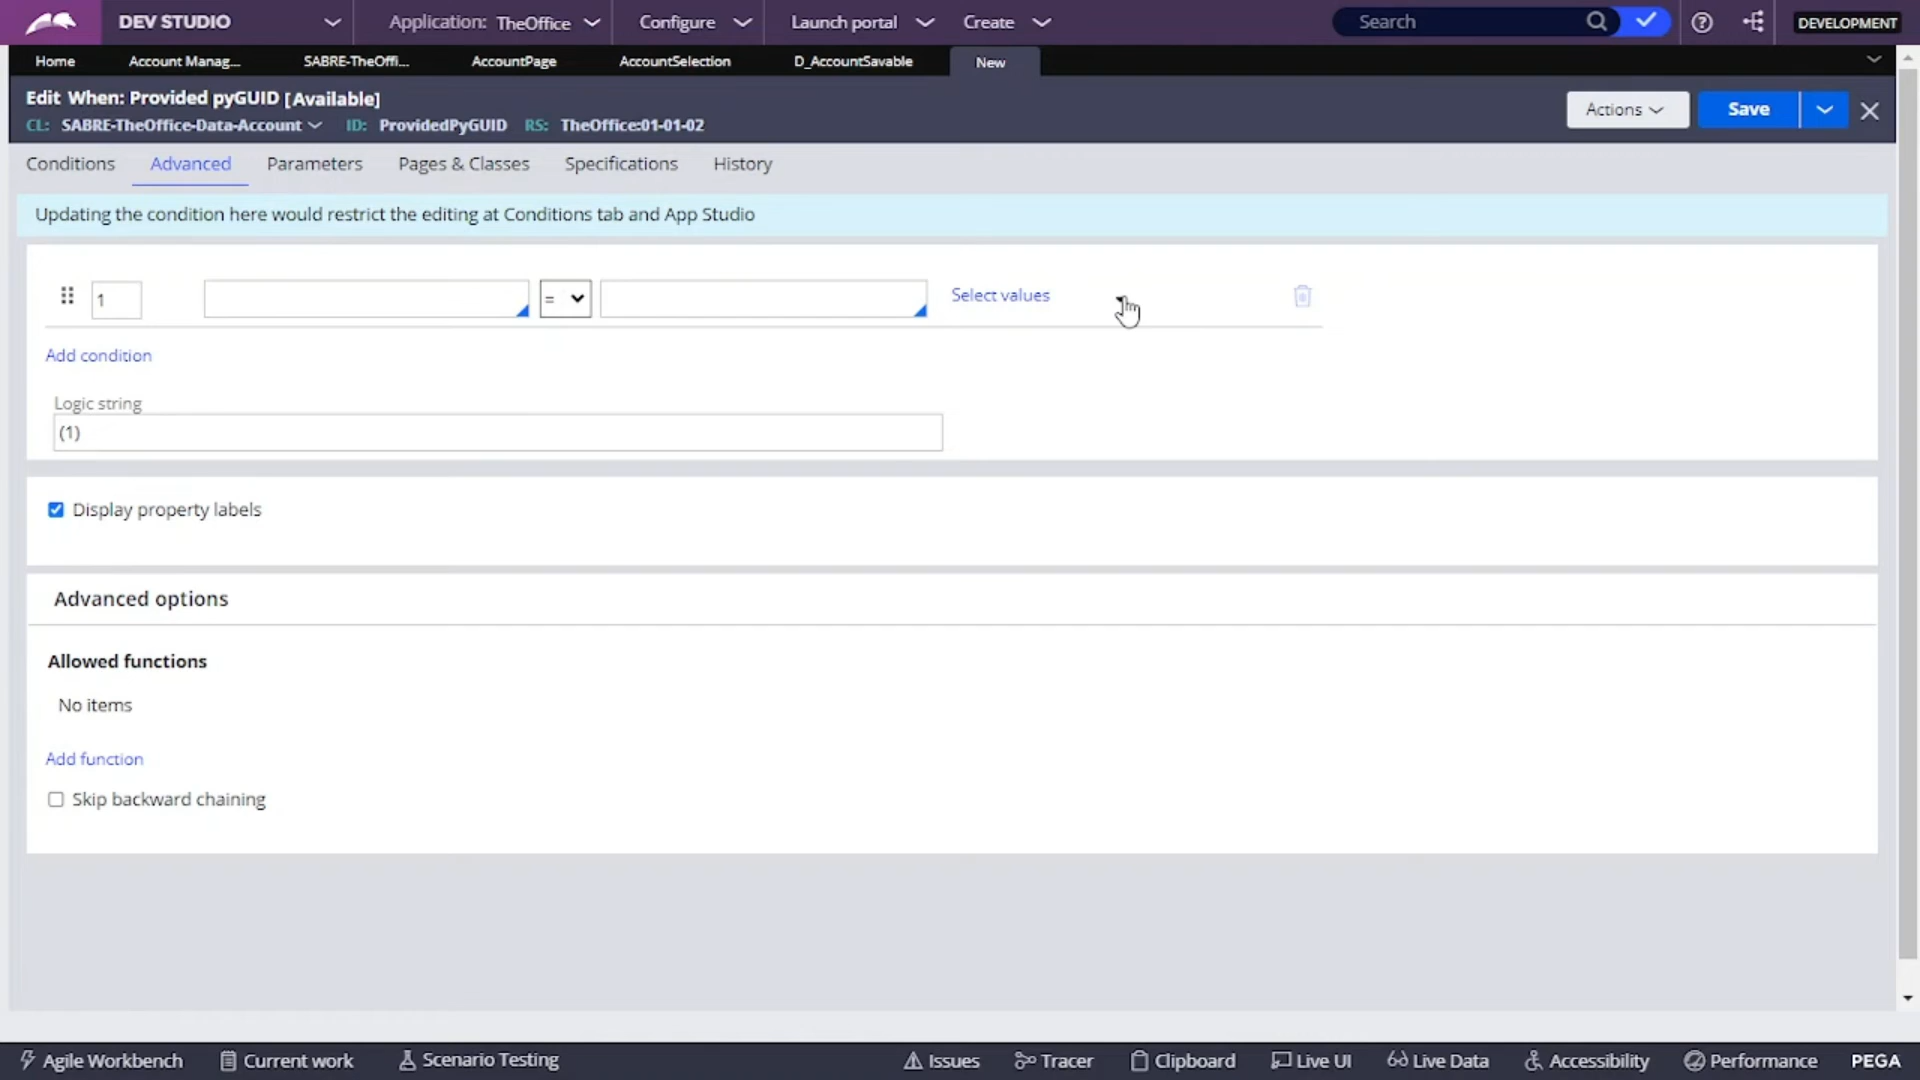 DEV STUDIO Application: TheOffice Configure Launch portal Create Search DEVELOPMENT
Home Account Manag... SABRE-TheOffi... AccountPage AccountSelection D_AccountSavable New
Edit When: Provided pyGUID [Available]
CL: SABRE-TheOffice-Data-Account ID: ProvidedPyGUID RS: TheOffice:01-01-02
Actions Save
Conditions Advanced Parameters Pages & Classes Specifications History
Updating the condition here would restrict the editing at Conditions tab and App Studio
1 = Select values
Add condition
Logic string
(1)
Display property labels
Advanced options
Allowed functions
No items
Add function
Skip backward chaining
Agile Workbench Current work Scenario Testing Issues Tracer Clipboard Live UI Live Data Accessibility Performance PEGA